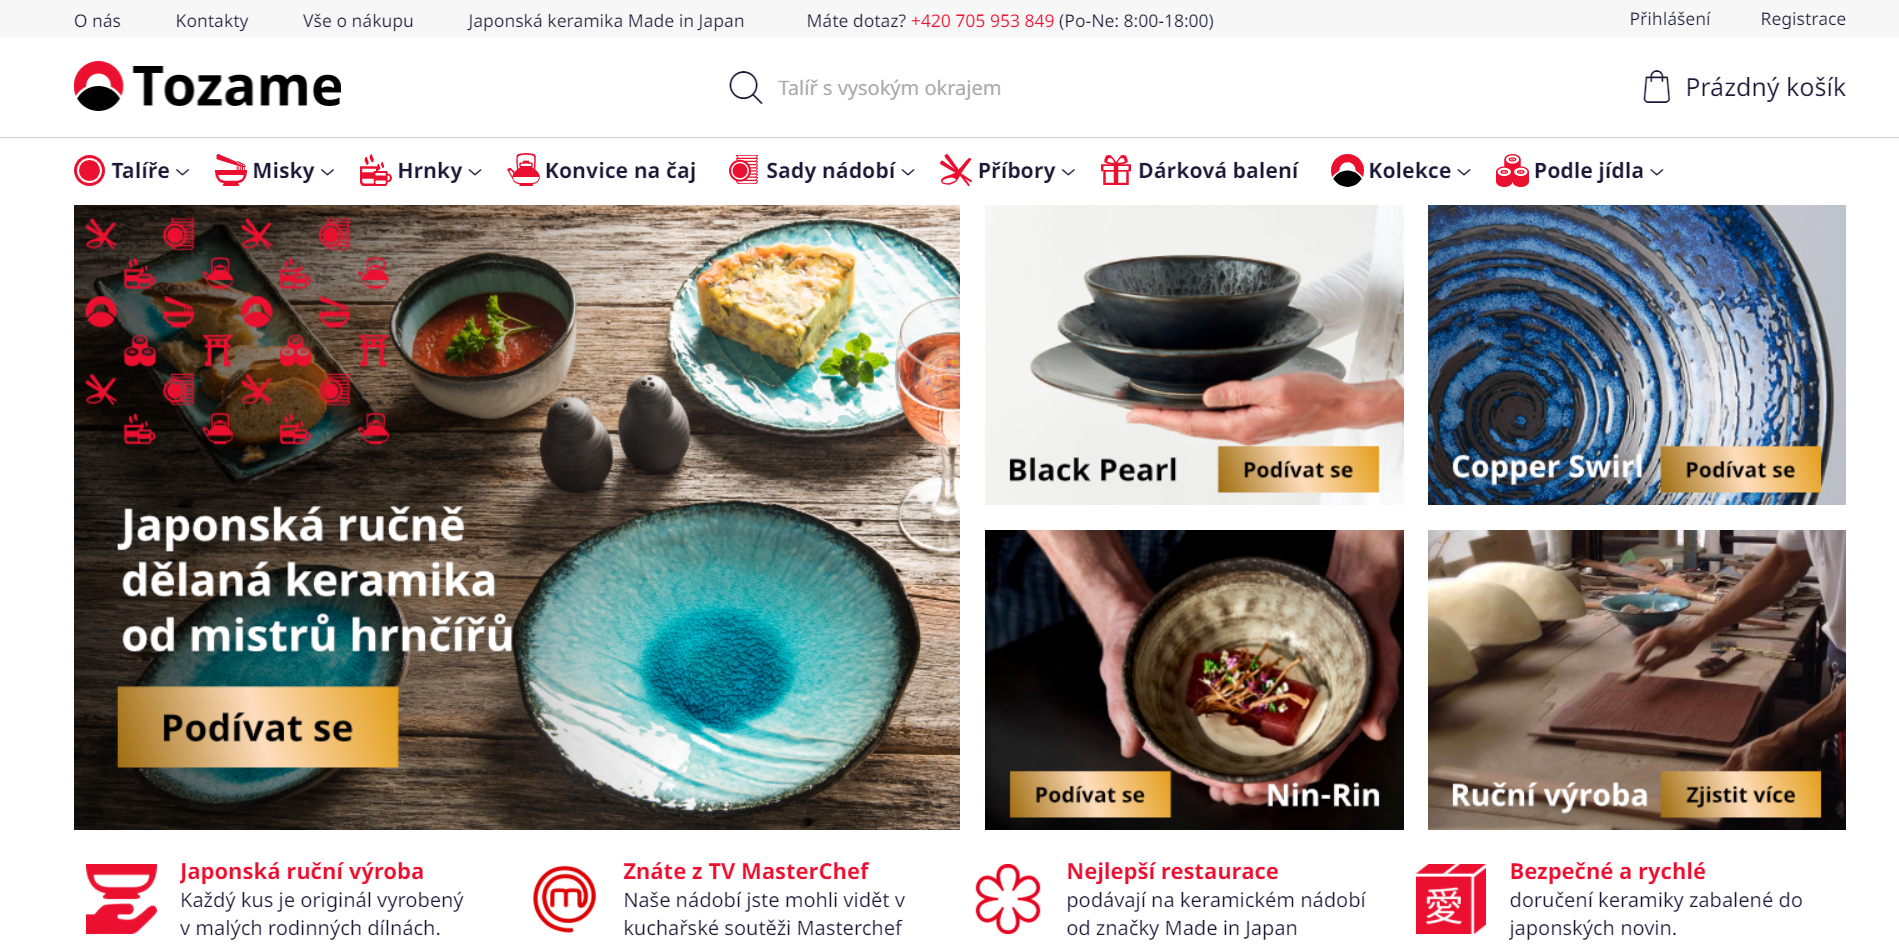 O nás Kontakty Vše o nákupu Japonská keramika Made in Japan Máte dotaz? +420 705 953 849 (Po-Ne: 8:00-18:00) Přihlášení Registrace
Tozame Talíř s vysokým okrajem Prázdný košík
Talíře Misky Hrnky Konvice na čaj Sady nádobí Příbory Dárková balení Kolekce Podle jídla
Japonská ručně
dělaná keramika
od mistrů hrnčířů
Podívat se
Black Pearl Podívat se
Copper Swirl Podívat se
Podívat se Nin-Rin
Ruční výroba Zjistit více
Japonská ruční výroba
Každý kus je originál vyrobený
v malých rodinných dílnách.
Znáte z TV MasterChef
Naše nádobí jste mohli vidět v
kuchařské soutěži Masterchef
Nejlepší restaurace
podávají na keramickém nádobí
od značky Made in Japan
愛
Bezpečné a rychlé
doručení keramiky zabalené do
japonských novin.